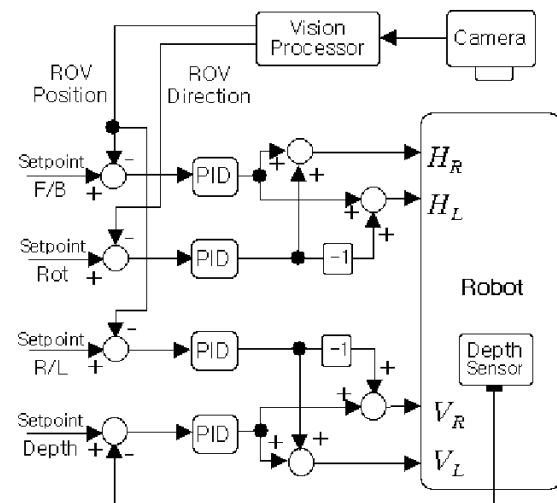 Vision
Processor
Camera
ROV
Position
ROV
Direction
Setpoint
F/B
+
-
PID
+
+
H_R
+
+
H_L
Setpoint
Rot
+
-
PID
-1
Robot
Setpoint
R/L
+
-
PID
-1
+
+
V_R
Depth
Sensor
Setpoint
Depth
+
-
PID
+
+
V_L